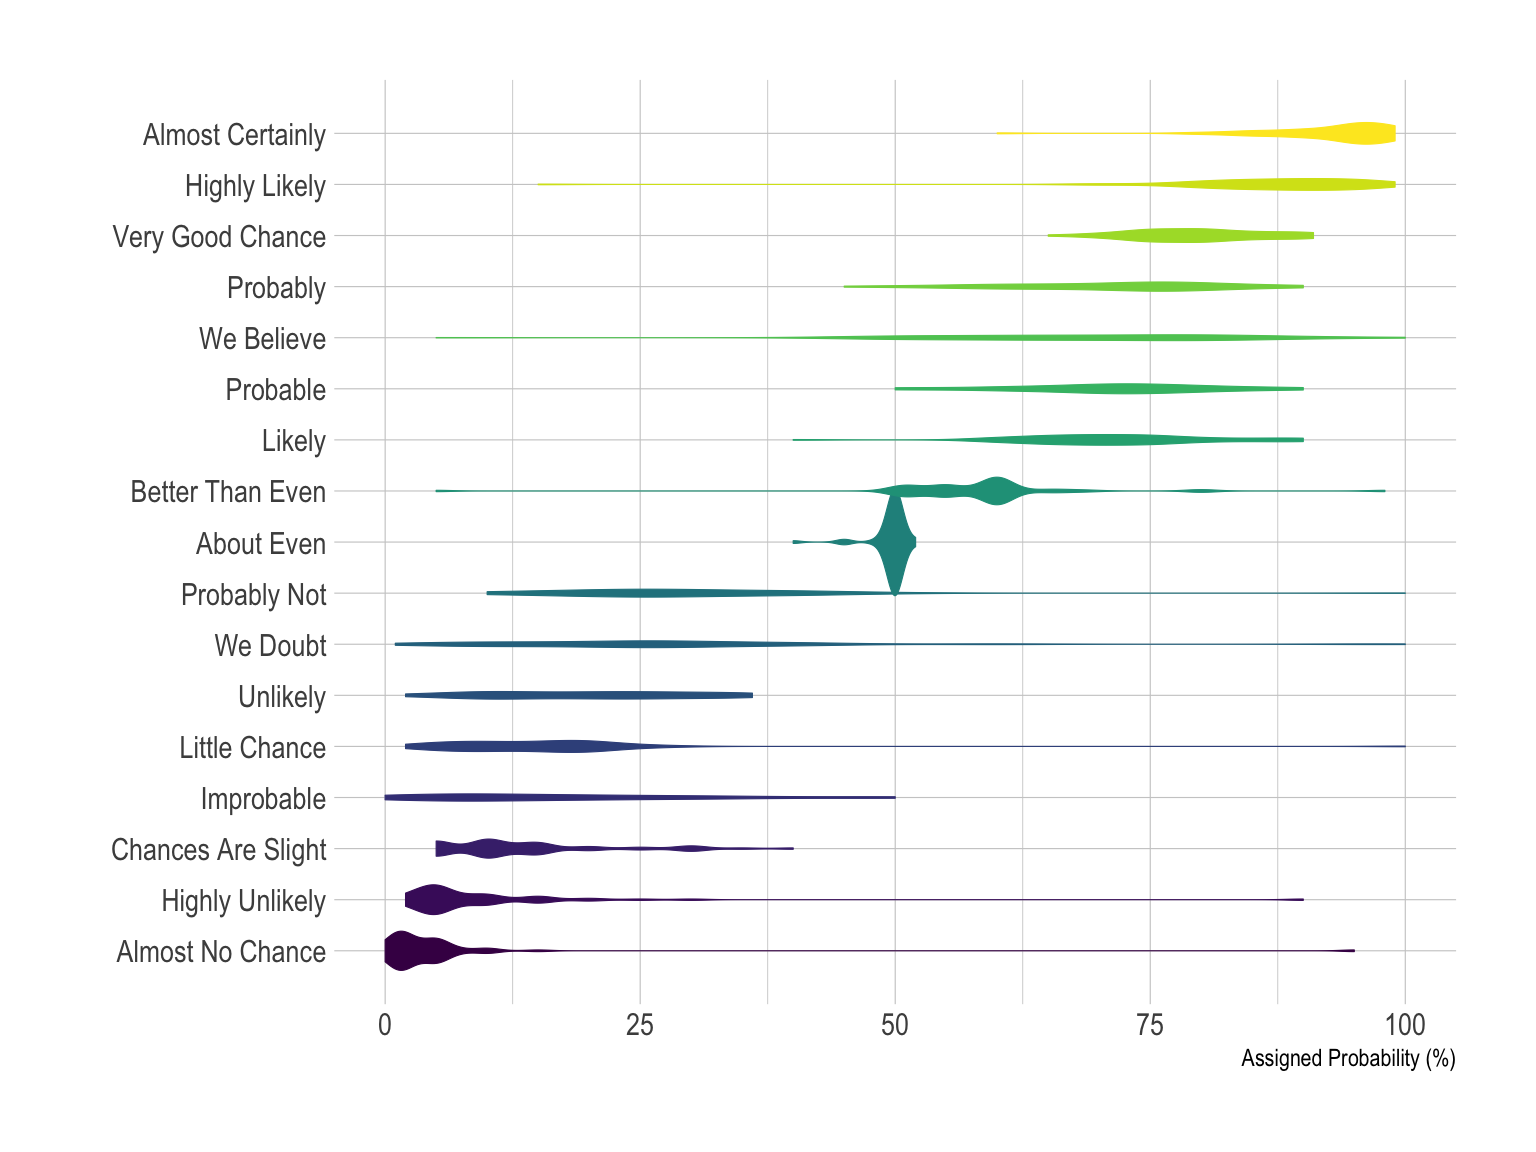 Almost Certainly
Highly Likely
Very Good Chance
Probably
We Believe
Probable
Likely
Better Than Even
About Even
Probably Not
We Doubt
Unlikely
Little Chance
Improbable
Chances Are Slight
Highly Unlikely
Almost No Chance
0 25 50 75 100
Assigned Probability (%)